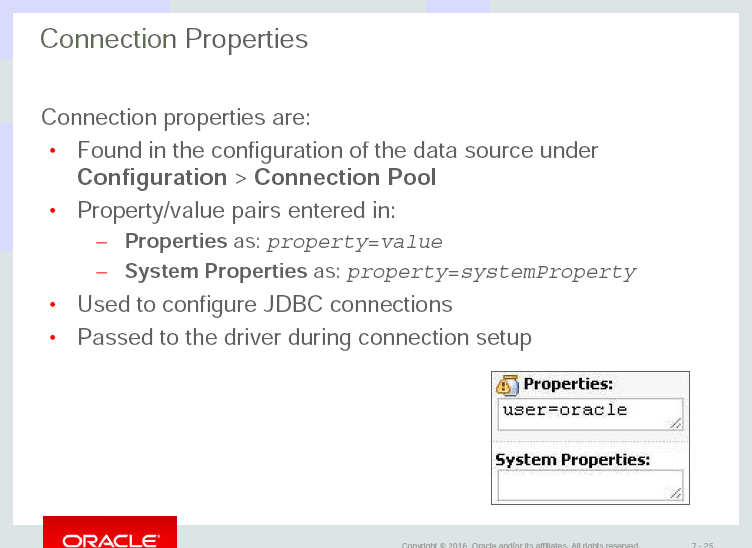 Connection Properties
Connection properties are:
• Found in the configuration of the data source under
Configuration > Connection Pool
• Property/value pairs entered in:
– Properties as: property=value
– System Properties as: property=systemProperty
• Used to configure JDBC connections
• Passed to the driver during connection setup
Properties:
user=oracle
System Properties:
ORACLE
Copyright © 2016, Oracle and/or its affiliates. All rights reserved.
7 - 25